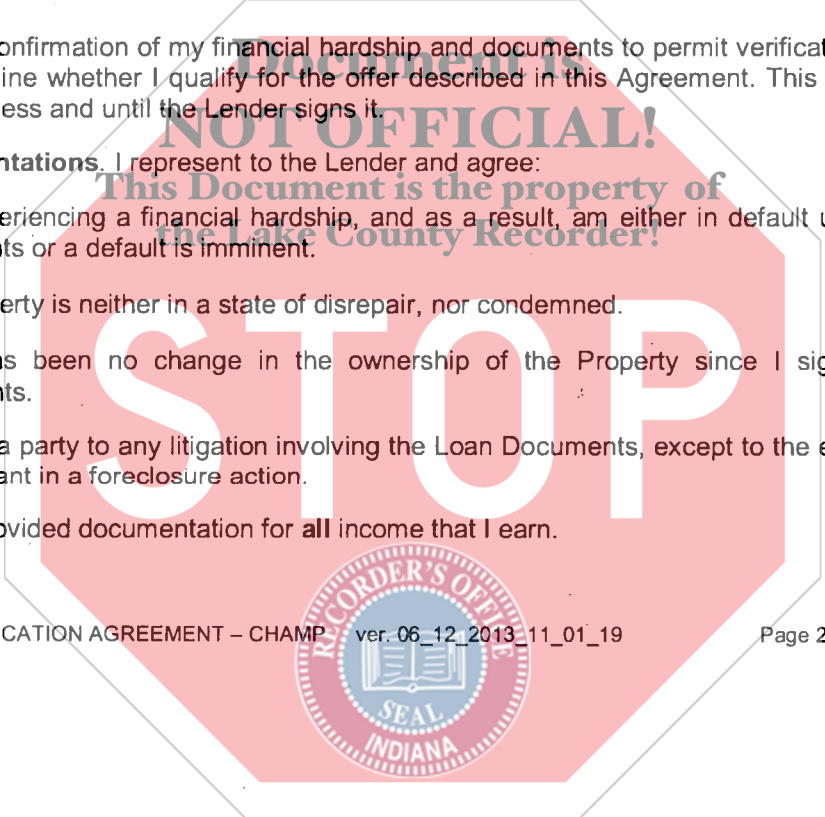 onfirmation of my financial hardship and documents to permit verificat
Document is
ine whether I qualify for the offer described in this Agreement. This
ess and until the Lender signs it.
NOT OFFICIAL!
ntations. I represent to the Lender and agree:
This Document is the property of
eriencing a financial hardship, and as a result, am either in default u
the Lake County Recorder!
ts or a default is imminent.
erty is neither in a state of disrepair, nor condemned.
s been no change in the ownership of the Property since I sig
ts.
STOP
a party to any litigation involving the Loan Documents, except to the e
ant in a foreclosure action.
ovided documentation for all income that I earn.
RECORDER'S OFFICE
CATION AGREEMENT – CHAMP ver. 06_12_2013_11_01_19 Page 2
SEAL
INDIANA